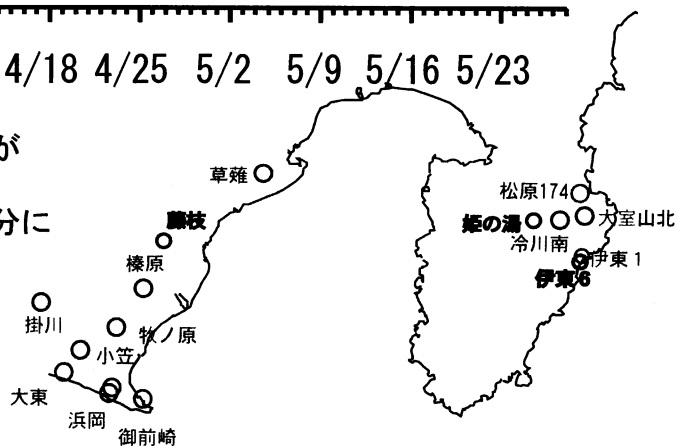 4/18 4/25 5/2 5/9 5/16 5/23
が
分に
草薙
藤枝
榛原
掛川
牧ノ原
小笠
大東
浜岡
御前崎
松原174
姫の湯
大室山北
冷川南
伊東1
伊東6